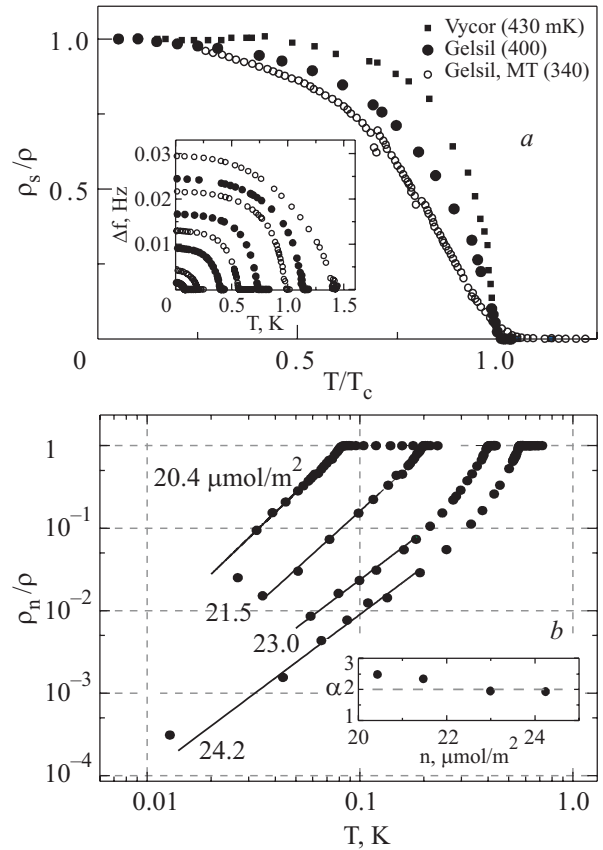 1.0
0.5
0
ρs/ρ
■ Vycor (430 mK)
● Gelsil (400)
○ Gelsil, MT (340)
a
0.03
0.02
0.01
Δf, Hz
0 0.5 1.0 1.5
T, K
0 0.5 1.0
T/Tc
1
10⁻¹
10⁻²
10⁻³
10⁻⁴
ρn/ρ
20.4 μmol/m²
21.5
23.0
24.2
b
3
α2
1
20 22 24
n, μmol/m²
0.01 0.1 1.0
T, K